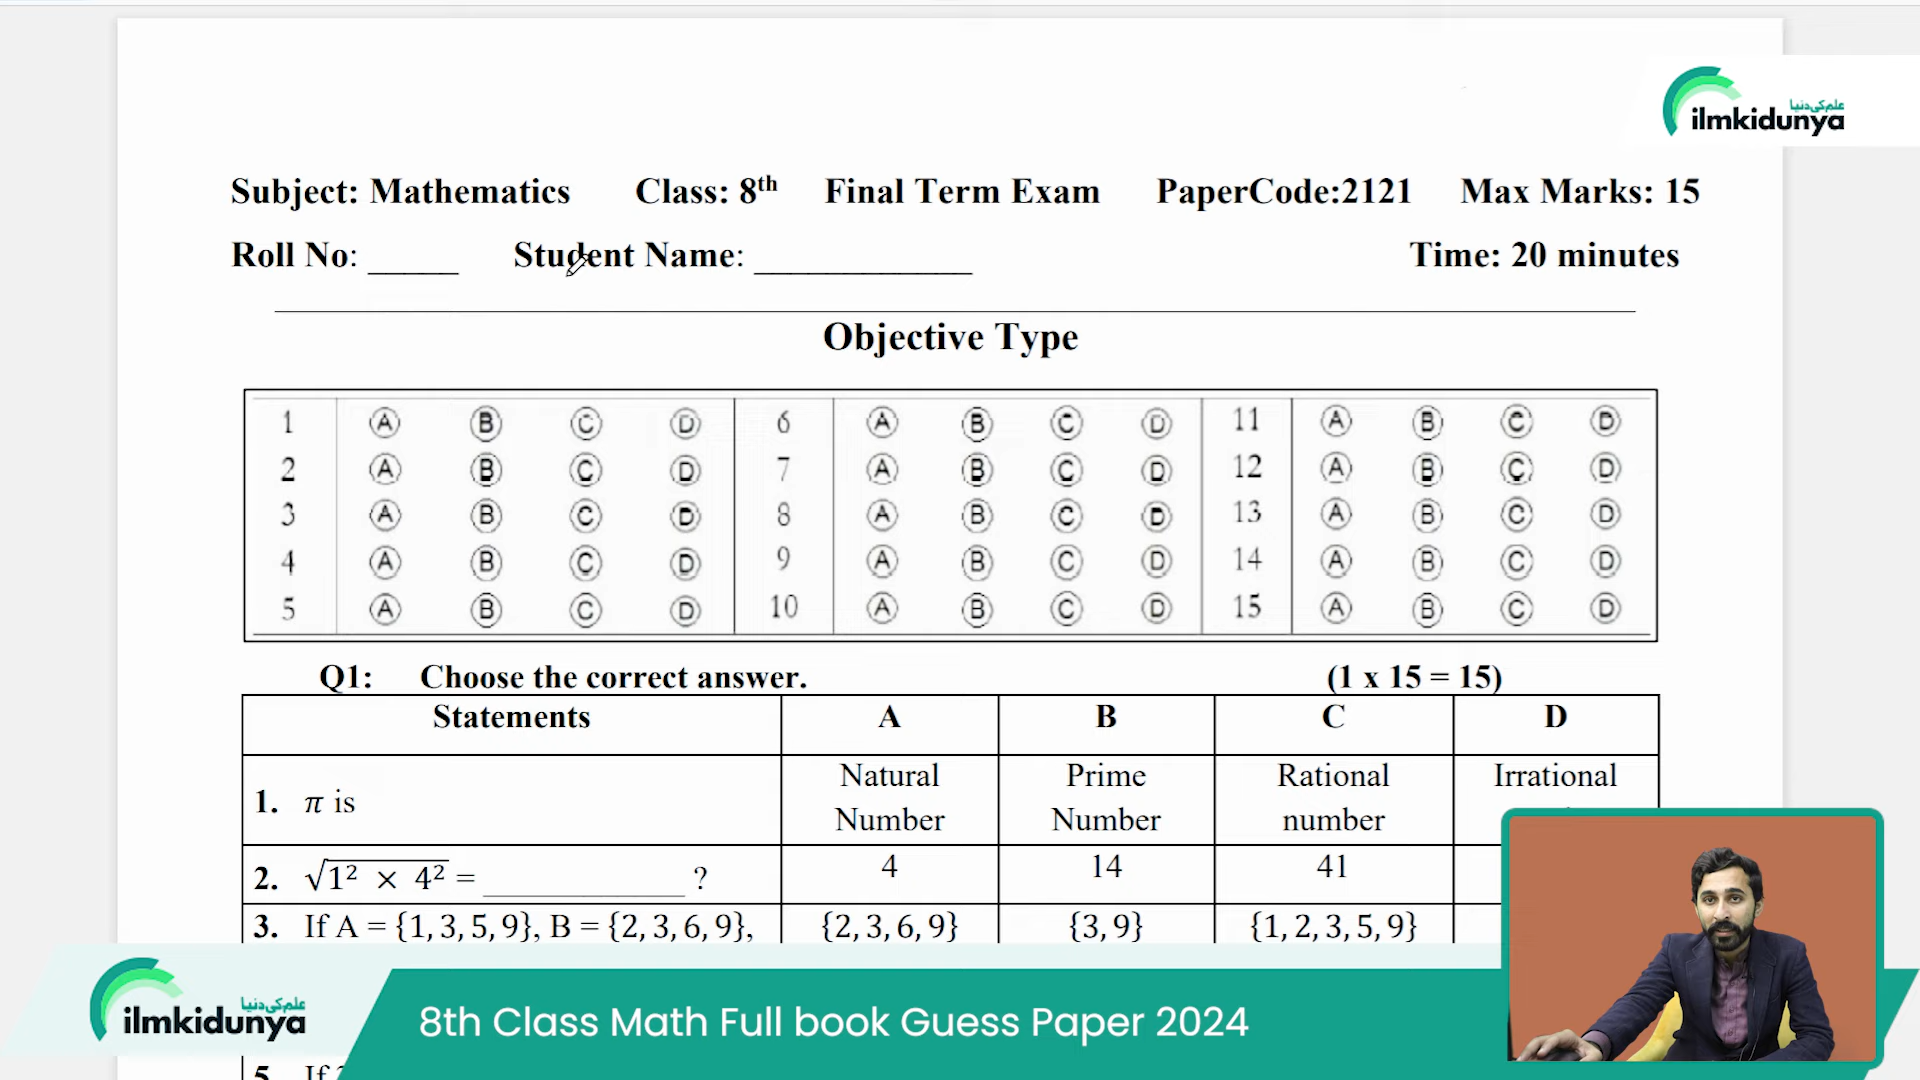 علم کی دنیا
ilmkidunya
Subject: Mathematics Class: 8th Final Term Exam PaperCode:2121 Max Marks: 15
Roll No: _____ Student Name: ____________ Time: 20 minutes
Objective Type
1 A B C D 6 A B C D 11 A B C D
2 A B C D 7 A B C D 12 A B C D
3 A B C D 8 A B C D 13 A B C D
4 A B C D 9 A B C D 14 A B C D
5 A B C D 10 A B C D 15 A B C D
Q1: Choose the correct answer. (1 x 15 = 15)
Statements A B C D
1. π is Natural Number Prime Number Rational number Irrational
2. √1² × 4² = ___________ ? 4 14 41
3. If A = {1, 3, 5, 9}, B = {2, 3, 6, 9}, {2, 3, 6, 9} {3, 9} {1, 2, 3, 5, 9}
علم کی دنیا
ilmkidunya
8th Class Math Full book Guess Paper 2024
5. If